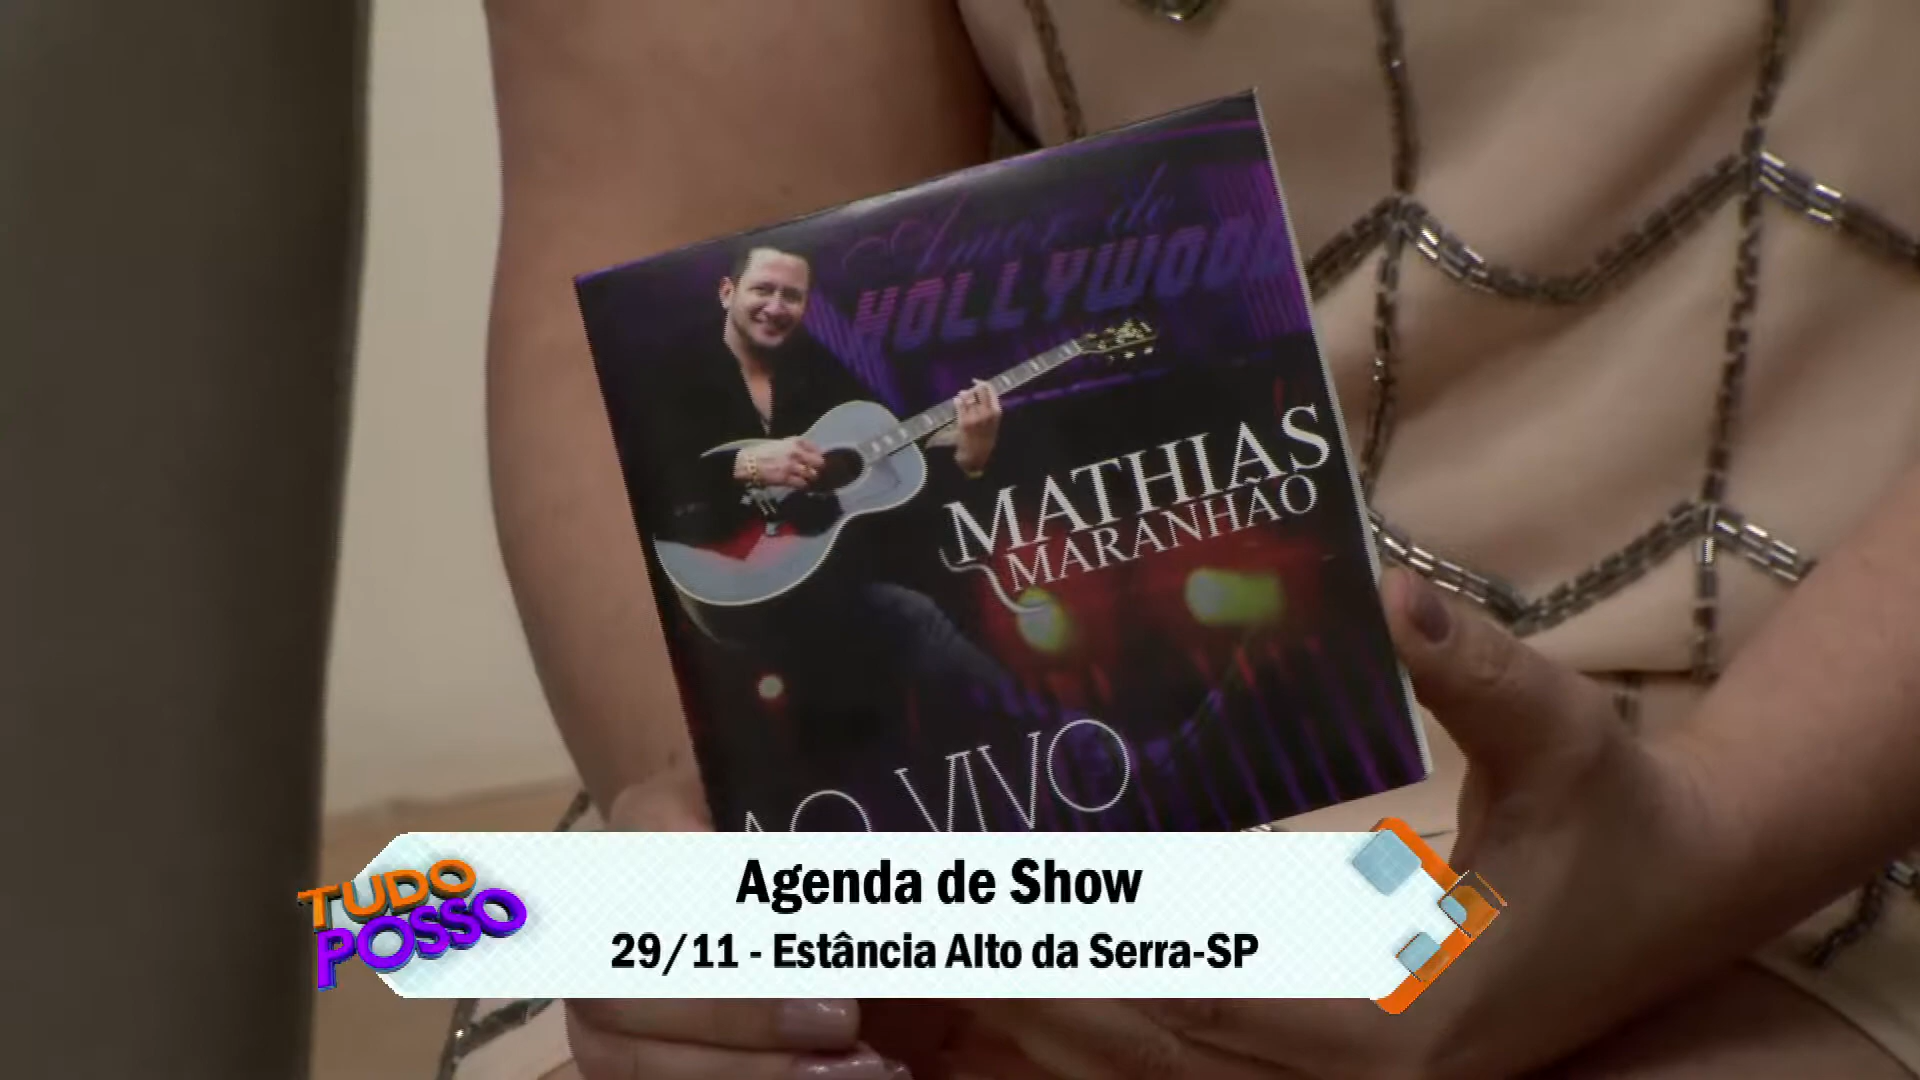 Amor de
HOLLYWOOD
MATHIAS
MARANHÃO
AO VIVO
TUDO
POSSO
Agenda de Show
29/11 - Estância Alto da Serra-SP